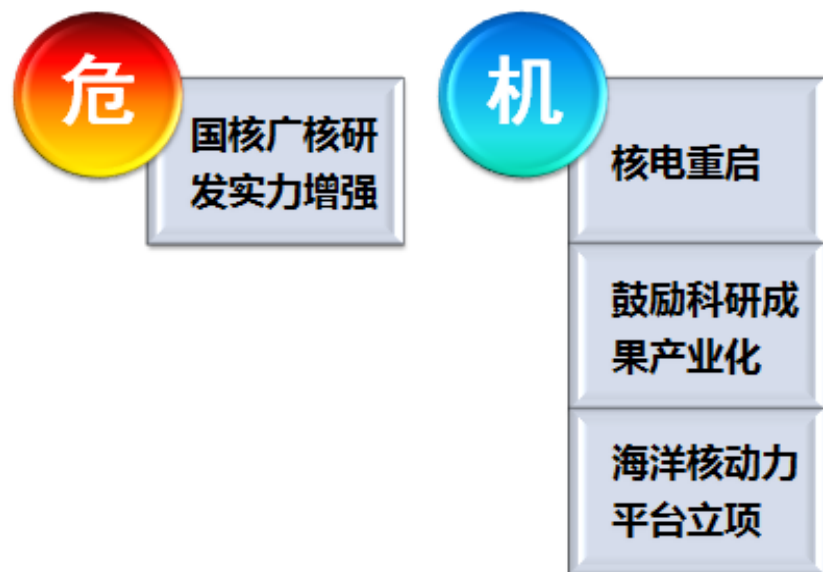 危
国核广核研
发实力增强
机
核电重启
鼓励科研成
果产业化
海洋核动力
平台立项